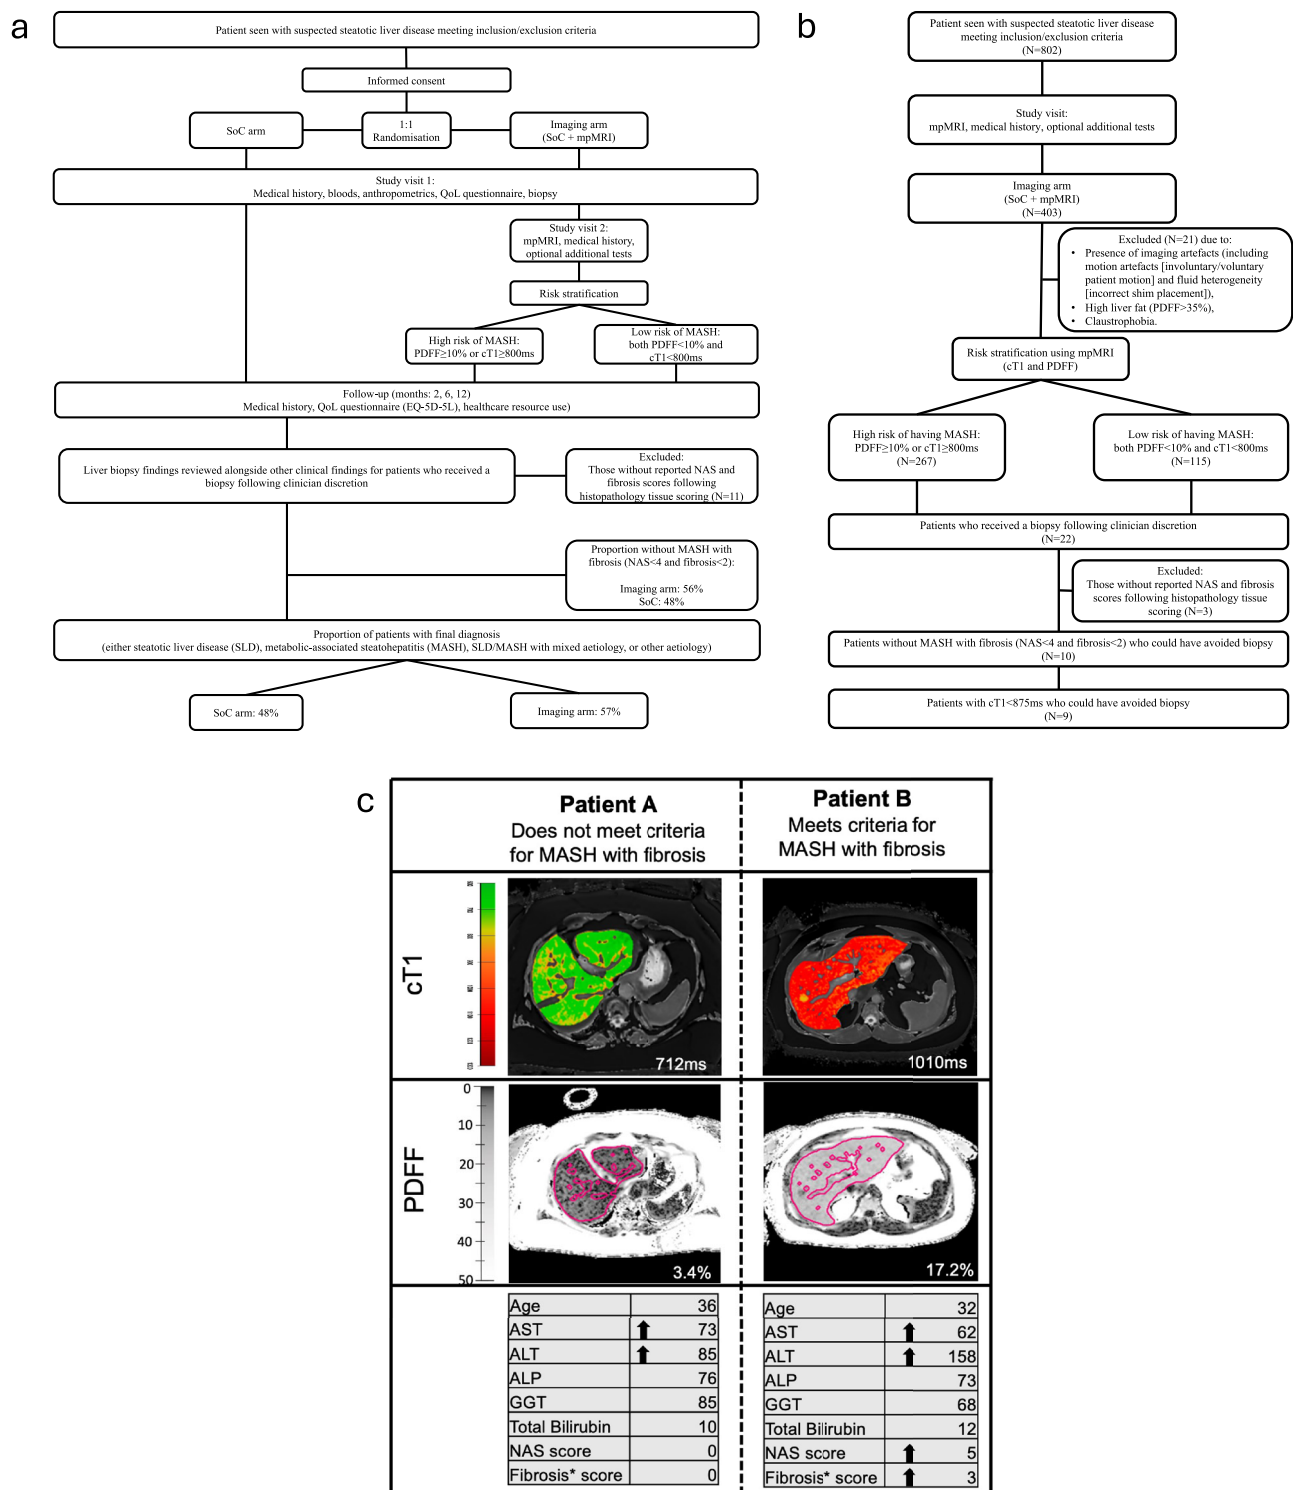 a
Patient seen with suspected steatotic liver disease meeting inclusion/exclusion criteria
Informed consent
SoC arm
1:1
Randomisation
Imaging arm
(SoC + mpMRI)
Study visit 1:
Medical history, bloods, anthropometrics, QoL questionnaire, biopsy
Study visit 2:
mpMRI, medical history,
optional additional tests
Risk stratification
High risk of MASH:
PDFF≥10% or cT1≥800ms
Low risk of MASH:
both PDFF<10% and
cT1<800ms
Follow-up (months: 2, 6, 12)
Medical history, QoL questionnaire (EQ-5D-5L), healthcare resource use)
Liver biopsy findings reviewed alongside other clinical findings for patients who received a
biopsy following clinician discretion
Excluded:
Those without reported NAS and
fibrosis scores following
histopathology tissue scoring (N=11)
Proportion without MASH with
fibrosis (NAS<4 and fibrosis<2):
Imaging arm: 56%
SoC: 48%
Proportion of patients with final diagnosis
(either steatotic liver disease (SLD), metabolic-associated steatohepatitis (MASH), SLD/MASH with mixed aetiology, or other aetiology)
SoC arm: 48%
Imaging arm: 57%
b
Patient seen with suspected steatotic liver disease
meeting inclusion/exclusion criteria
(N=802)
Study visit:
mpMRI, medical history, optional additional tests
Imaging arm
(SoC + mpMRI)
(N=403)
Excluded (N=21) due to:
• Presence of imaging artefacts (including
motion artefacts [involuntary/voluntary
patient motion] and fluid heterogeneity
[incorrect shim placement]),
• High liver fat (PDFF>35%),
• Claustrophobia.
Risk stratification using mpMRI
(cT1 and PDFF)
High risk of having MASH:
PDFF≥10% or cT1≥800ms
(N=267)
Low risk of having MASH:
both PDFF<10% and cT1<800ms
(N=115)
Patients who received a biopsy following clinician discretion
(N=22)
Excluded:
Those without reported NAS and fibrosis
scores following histopathology tissue
scoring (N=3)
Patients without MASH with fibrosis (NAS<4 and fibrosis<2) who could have avoided biopsy
(N=10)
Patients with cT1<875ms who could have avoided biopsy
(N=9)
c
Patient A
Does not meet criteria
for MASH with fibrosis
Patient B
Meets criteria for
MASH with fibrosis
cT1
712ms
1010ms
PDFF
0
10
20
30
40
50
3.4%
17.2%
Age 36
AST ⬆ 73
ALT ⬆ 85
ALP 76
GGT 85
Total Bilirubin 10
NAS score 0
Fibrosis* score 0
Age 32
AST ⬆ 62
ALT ⬆ 158
ALP 73
GGT 68
Total Bilirubin 12
NAS score ⬆ 5
Fibrosis* score ⬆ 3